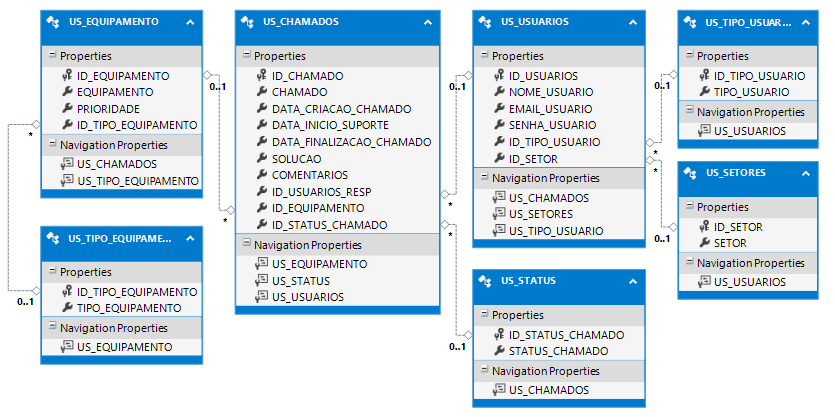 US_EQUIPAMENTO
Properties
ID_EQUIPAMENTO
EQUIPAMENTO
PRIORIDADE
ID_TIPO_EQUIPAMENTO
Navigation Properties
US_CHAMADOS
US_TIPO_EQUIPAMENTO
0..1
*
US_TIPO_EQUIPAME...
Properties
ID_TIPO_EQUIPAMENTO
TIPO_EQUIPAMENTO
Navigation Properties
US_EQUIPAMENTO
0..1
*
US_CHAMADOS
Properties
ID_CHAMADO
CHAMADO
DATA_CRIACAO_CHAMADO
DATA_INICIO_SUPORTE
DATA_FINALIZACAO_CHAMADO
SOLUCAO
COMENTARIOS
ID_USUARIOS_RESP
ID_EQUIPAMENTO
ID_STATUS_CHAMADO
Navigation Properties
US_EQUIPAMENTO
US_STATUS
US_USUARIOS
0..1
*
*
0..1
US_USUARIOS
Properties
ID_USUARIOS
NOME_USUARIO
EMAIL_USUARIO
SENHA_USUARIO
ID_TIPO_USUARIO
ID_SETOR
Navigation Properties
US_CHAMADOS
US_SETORES
US_TIPO_USUARIO
US_STATUS
Properties
ID_STATUS_CHAMADO
STATUS_CHAMADO
Navigation Properties
US_CHAMADOS
0..1
*
*
0..1
US_TIPO_USUAR...
Properties
ID_TIPO_USUARIO
TIPO_USUARIO
Navigation Properties
US_USUARIOS
US_SETORES
Properties
ID_SETOR
SETOR
Navigation Properties
US_USUARIOS